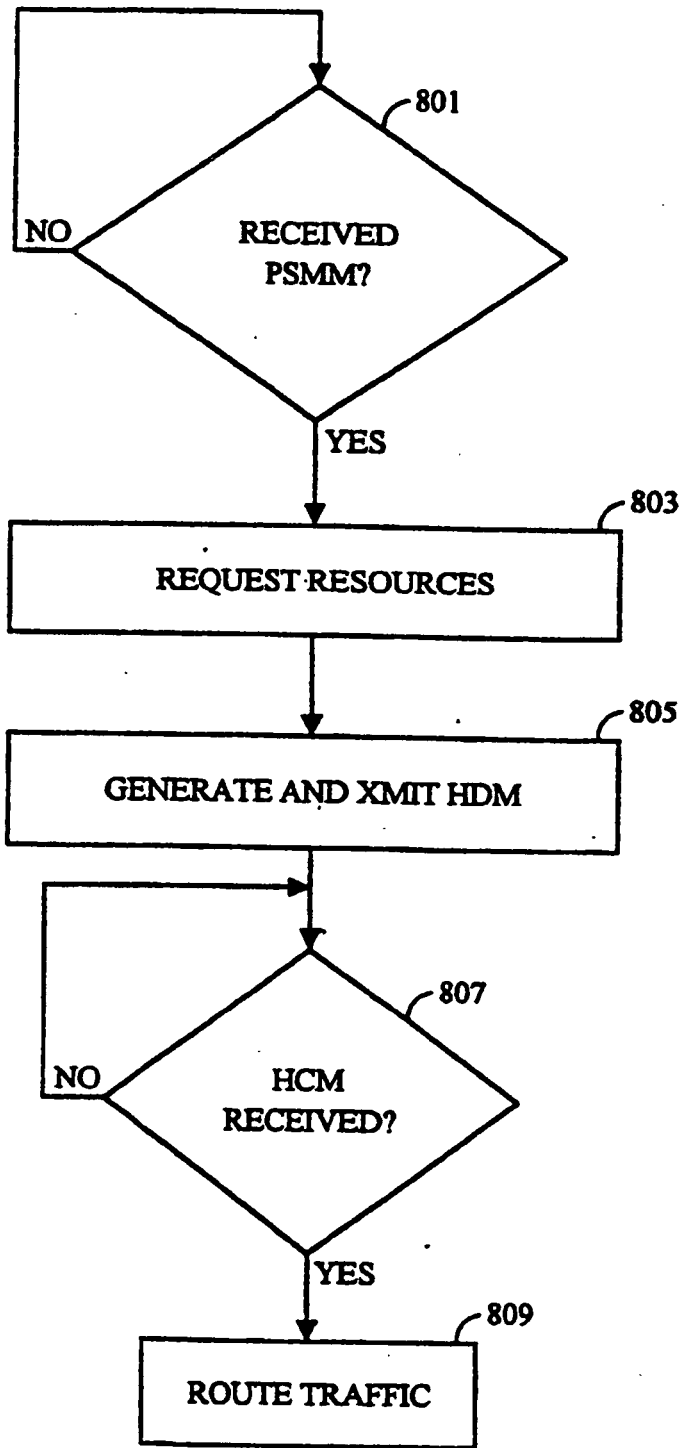 801
RECEIVED
PSMM?
NO
YES
803
REQUEST RESOURCES
805
GENERATE AND XMIT HDM
807
HCM
RECEIVED?
NO
YES
809
ROUTE TRAFFIC